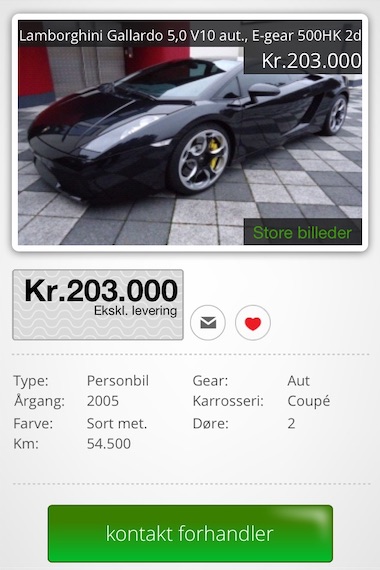 Lamborghini Gallardo 5,0 V10 aut., E-gear 500HK 2d
Kr.203.000
Store billeder
Kr.203.000
Ekskl. levering
Type: Personbil Gear: Aut
Årgang: 2005 Karrosseri: Coupé
Farve: Sort met. Døre: 2
Km: 54.500
kontakt forhandler